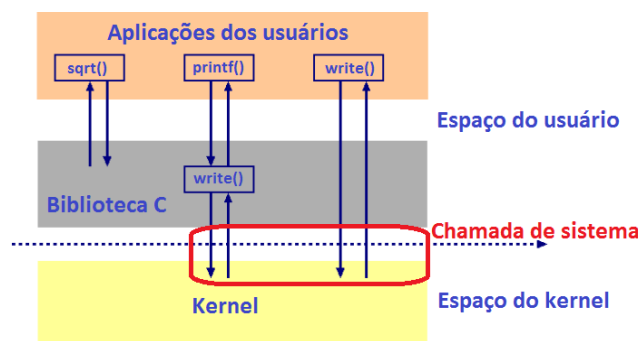 Aplicações dos usuários
sqrt()
printf()
write()
Espaço do usuário
write()
Biblioteca C
Chamada de sistema
Kernel
Espaço do kernel